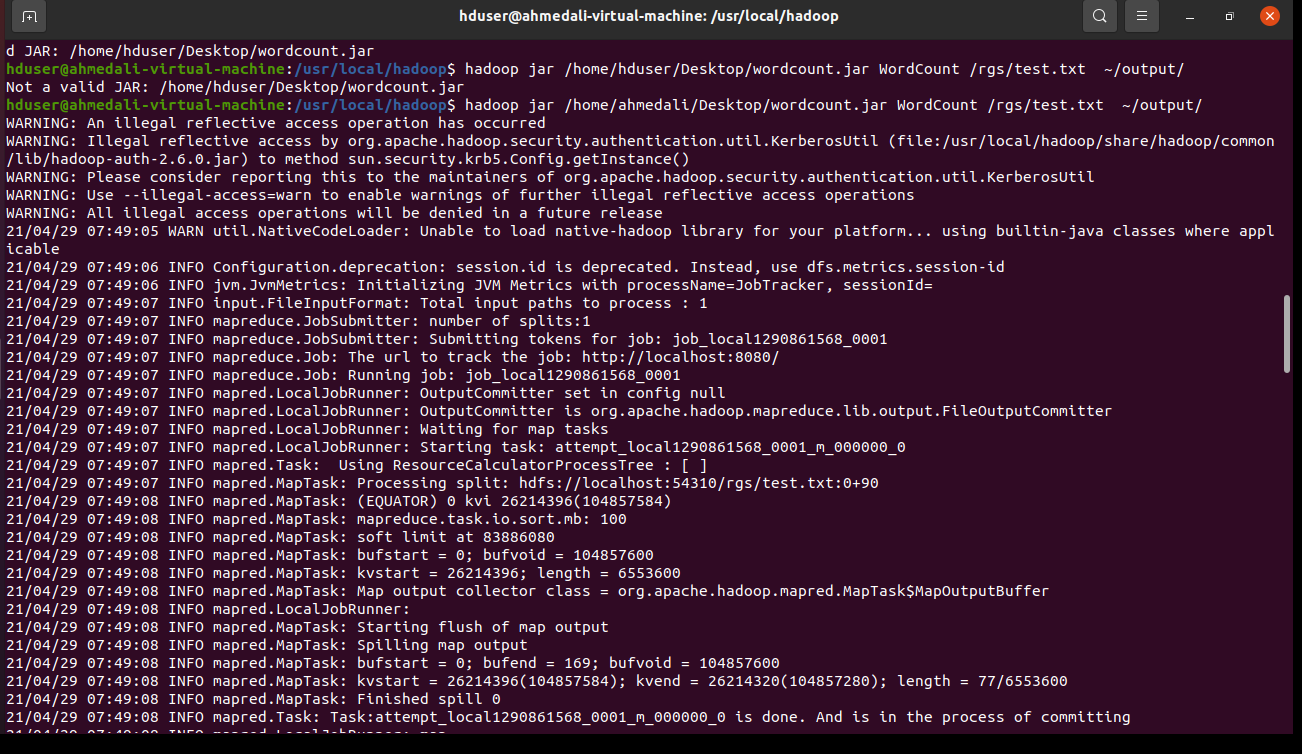 hduser@ahmedali-virtual-machine: /usr/local/hadoop
d JAR: /home/hduser/Desktop/wordcount.jar
hduser@ahmedali-virtual-machine:/usr/local/hadoop$ hadoop jar /home/hduser/Desktop/wordcount.jar WordCount /rgs/test.txt  ~/output/
Not a valid JAR: /home/hduser/Desktop/wordcount.jar
hduser@ahmedali-virtual-machine:/usr/local/hadoop$ hadoop jar /home/ahmedali/Desktop/wordcount.jar WordCount /rgs/test.txt  ~/output/
WARNING: An illegal reflective access operation has occurred
WARNING: Illegal reflective access by org.apache.hadoop.security.authentication.util.KerberosUtil (file:/usr/local/hadoop/share/hadoop/common
/lib/hadoop-auth-2.6.0.jar) to method sun.security.krb5.Config.getInstance()
WARNING: Please consider reporting this to the maintainers of org.apache.hadoop.security.authentication.util.KerberosUtil
WARNING: Use --illegal-access=warn to enable warnings of further illegal reflective access operations
WARNING: All illegal access operations will be denied in a future release
21/04/29 07:49:05 WARN util.NativeCodeLoader: Unable to load native-hadoop library for your platform... using builtin-java classes where appl
icable
21/04/29 07:49:06 INFO Configuration.deprecation: session.id is deprecated. Instead, use dfs.metrics.session-id
21/04/29 07:49:06 INFO jvm.JvmMetrics: Initializing JVM Metrics with processName=JobTracker, sessionId=
21/04/29 07:49:07 INFO input.FileInputFormat: Total input paths to process : 1
21/04/29 07:49:07 INFO mapreduce.JobSubmitter: number of splits:1
21/04/29 07:49:07 INFO mapreduce.JobSubmitter: Submitting tokens for job: job_local1290861568_0001
21/04/29 07:49:07 INFO mapreduce.Job: The url to track the job: http://localhost:8080/
21/04/29 07:49:07 INFO mapreduce.Job: Running job: job_local1290861568_0001
21/04/29 07:49:07 INFO mapred.LocalJobRunner: OutputCommitter set in config null
21/04/29 07:49:07 INFO mapred.LocalJobRunner: OutputCommitter is org.apache.hadoop.mapreduce.lib.output.FileOutputCommitter
21/04/29 07:49:07 INFO mapred.LocalJobRunner: Waiting for map tasks
21/04/29 07:49:07 INFO mapred.LocalJobRunner: Starting task: attempt_local1290861568_0001_m_000000_0
21/04/29 07:49:07 INFO mapred.Task:  Using ResourceCalculatorProcessTree : [ ]
21/04/29 07:49:07 INFO mapred.MapTask: Processing split: hdfs://localhost:54310/rgs/test.txt:0+90
21/04/29 07:49:08 INFO mapred.MapTask: (EQUATOR) 0 kvi 26214396(104857584)
21/04/29 07:49:08 INFO mapred.MapTask: mapreduce.task.io.sort.mb: 100
21/04/29 07:49:08 INFO mapred.MapTask: soft limit at 83886080
21/04/29 07:49:08 INFO mapred.MapTask: bufstart = 0; bufvoid = 104857600
21/04/29 07:49:08 INFO mapred.MapTask: kvstart = 26214396; length = 6553600
21/04/29 07:49:08 INFO mapred.MapTask: Map output collector class = org.apache.hadoop.mapred.MapTask$MapOutputBuffer
21/04/29 07:49:08 INFO mapred.LocalJobRunner:
21/04/29 07:49:08 INFO mapred.MapTask: Starting flush of map output
21/04/29 07:49:08 INFO mapred.MapTask: Spilling map output
21/04/29 07:49:08 INFO mapred.MapTask: bufstart = 0; bufend = 169; bufvoid = 104857600
21/04/29 07:49:08 INFO mapred.MapTask: kvstart = 26214396(104857584); kvend = 26214320(104857280); length = 77/6553600
21/04/29 07:49:08 INFO mapred.MapTask: Finished spill 0
21/04/29 07:49:08 INFO mapred.Task: Task:attempt_local1290861568_0001_m_000000_0 is done. And is in the process of committing